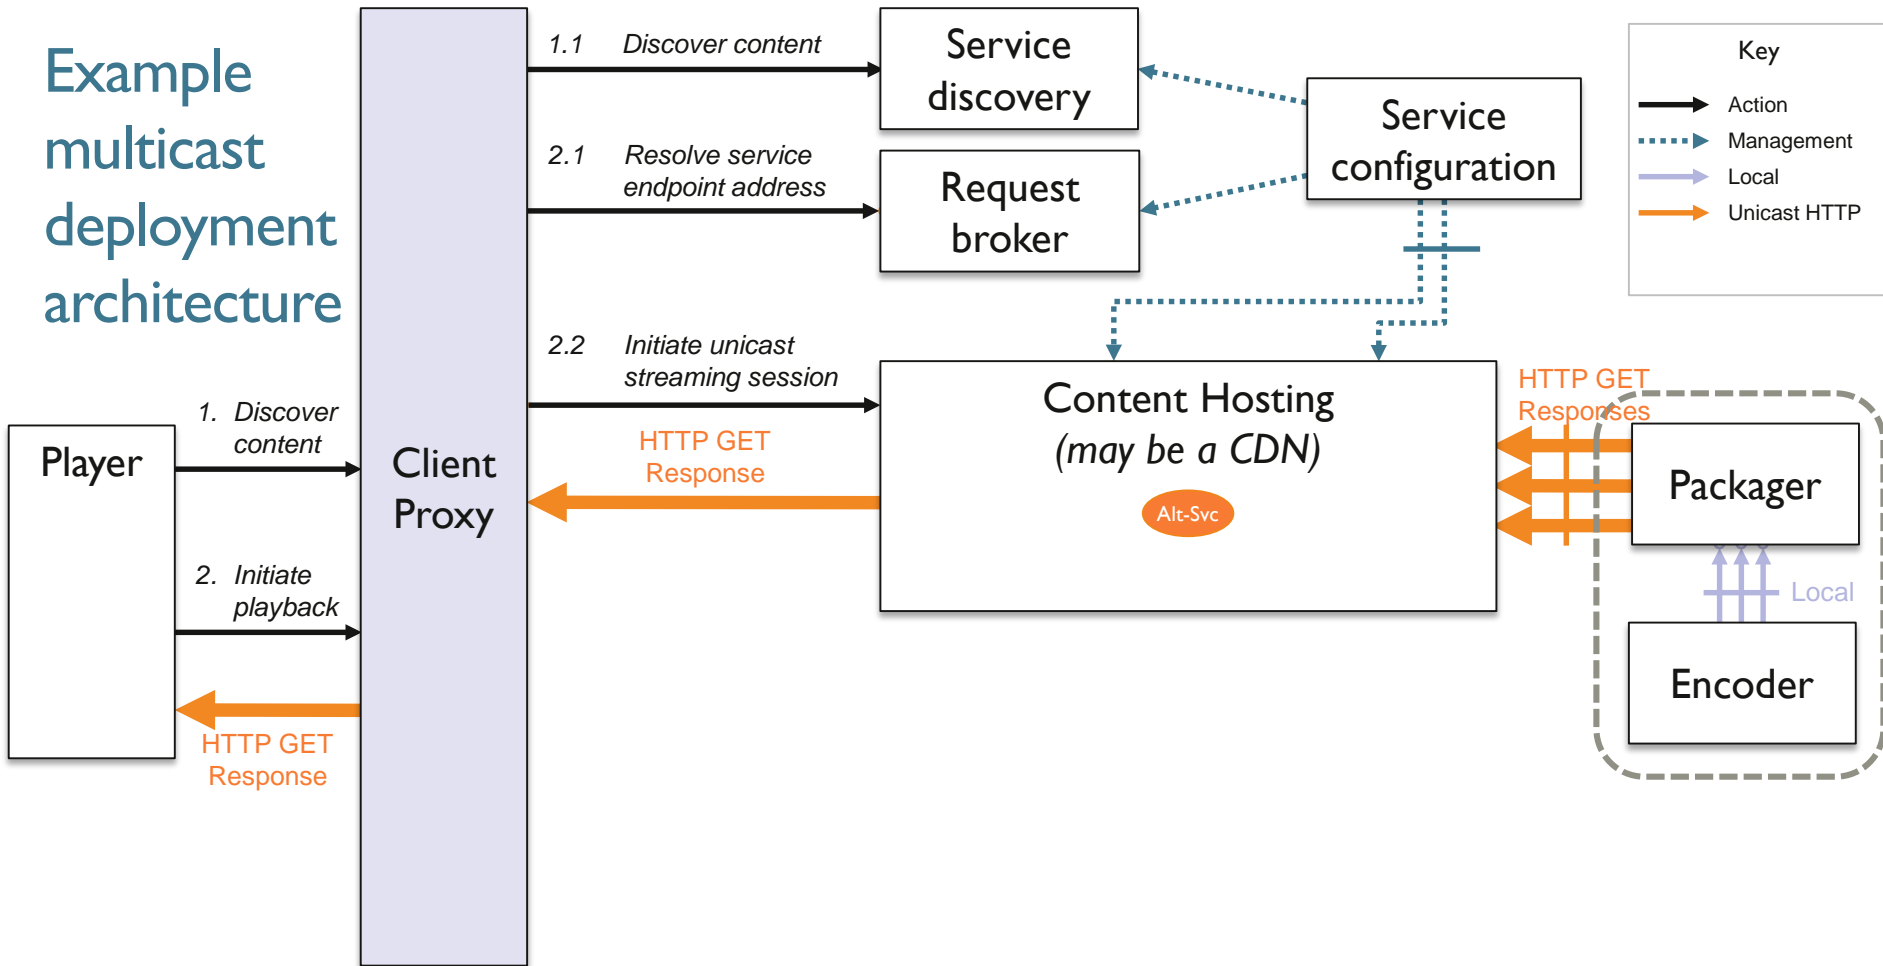 Example
multicast
deployment
architecture
1.1 Discover content
2.1 Resolve service
endpoint address
2.2 Initiate unicast
streaming session
Service
discovery
Request
broker
Service
configuration
Key
Action
Management
Local
Unicast HTTP
1. Discover
content
Player
2. Initiate
playback
HTTP GET
Response
Client
Proxy
HTTP GET
Response
Content Hosting
(may be a CDN)
Alt-Svc
HTTP GET
Responses
Packager
Local
Encoder